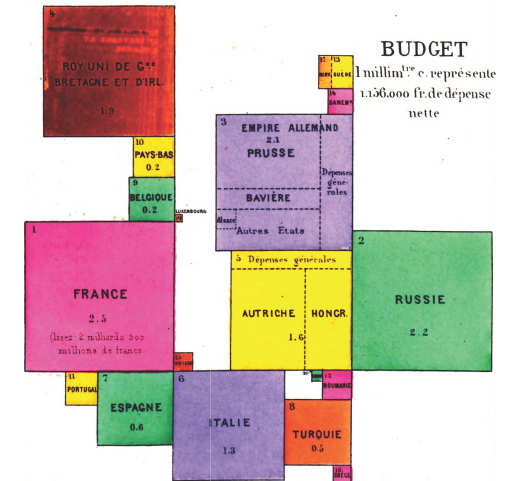 4
ROY. UNI DE Gde
BRETAGNE ET D'IRL.
1.9
BUDGET
1 millimtre c. représente
1.156.000 fr. de dépense
nette
17
13
SUÈDE
14
DANEMk
3
EMPIRE ALLEMAND
2.1
PRUSSE
Dépenses
géné-
rales
BAVIÈRE
Alsace
Autres Etats
10
PAYS-BAS
0.2
9
BELGIQUE
0.2
LUXEMBOURG
1
FRANCE
2.5
(lisez 2 milliards 500
millions de francs
5 Dépenses générales
AUTRICHE
HONGR.
1.6
2
RUSSIE
2.2
15
11
PORTUGAL
7
ESPAGNE
0.6
6
ITALIE
1.3
12
ROUMANIE
8
TURQUIE
0.5
GRÈCE